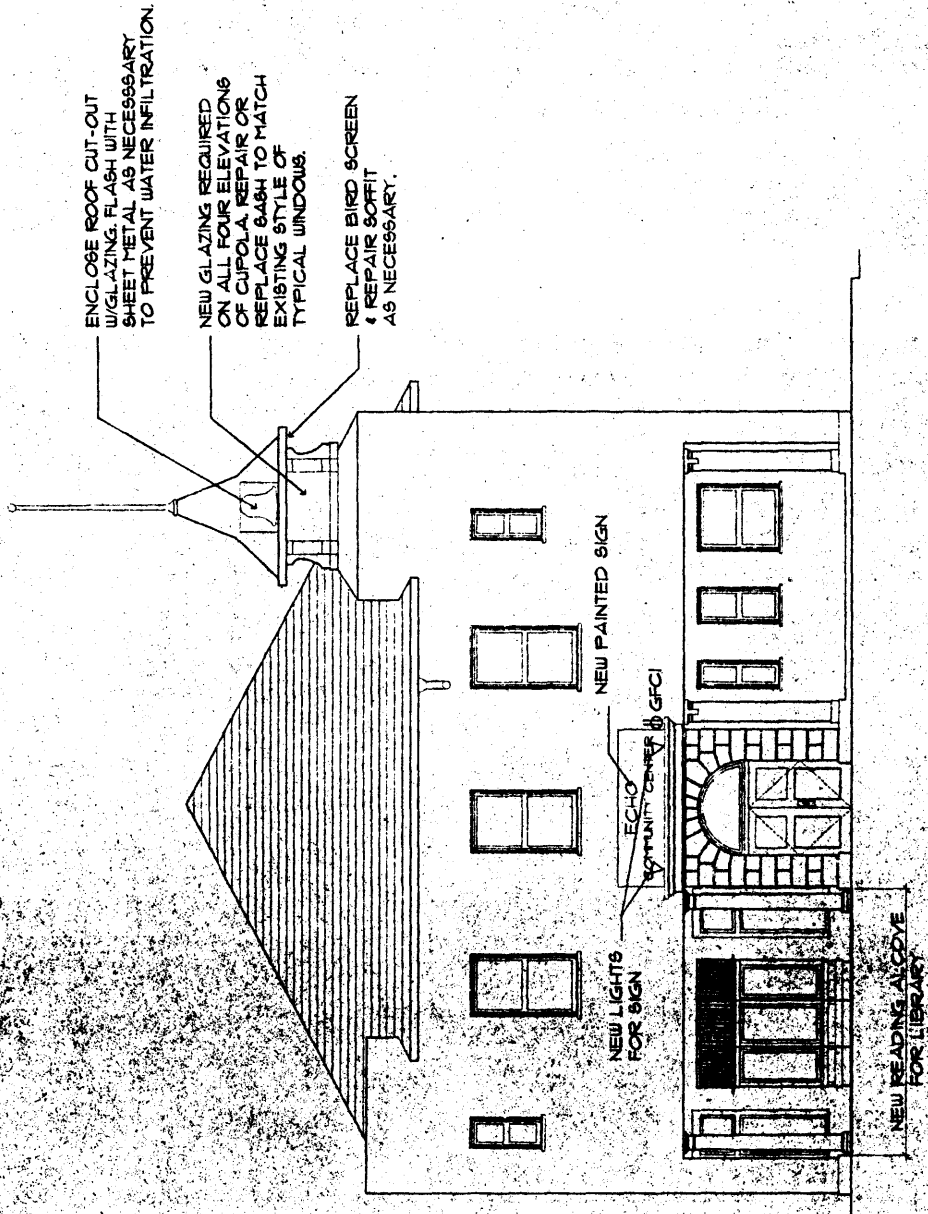 ENCLOSE ROOF CUT-OUT
W/GLAZING. FLASH WITH
SHEET METAL AS NECESSSARY
TO PREVENT WATER INFILTRATION.
NEW GLAZING REQUIRED
ON ALL FOUR ELEVATIONS
OF CUPOLA. REPAIR OR
REPLACE SASH TO MATCH
EXISTING STYLE OF
TYPICAL WINDOWS.
REPLACE BIRD SCREEN
& REPAIR SOFFIT
AS NECESSARY.
NEW PAINTED SIGN
ECHO
COMMUNITY CENTER
GFCI
NEW LIGHTS
FOR SIGN
NEW READING ALCOVE
FOR LIBRARY